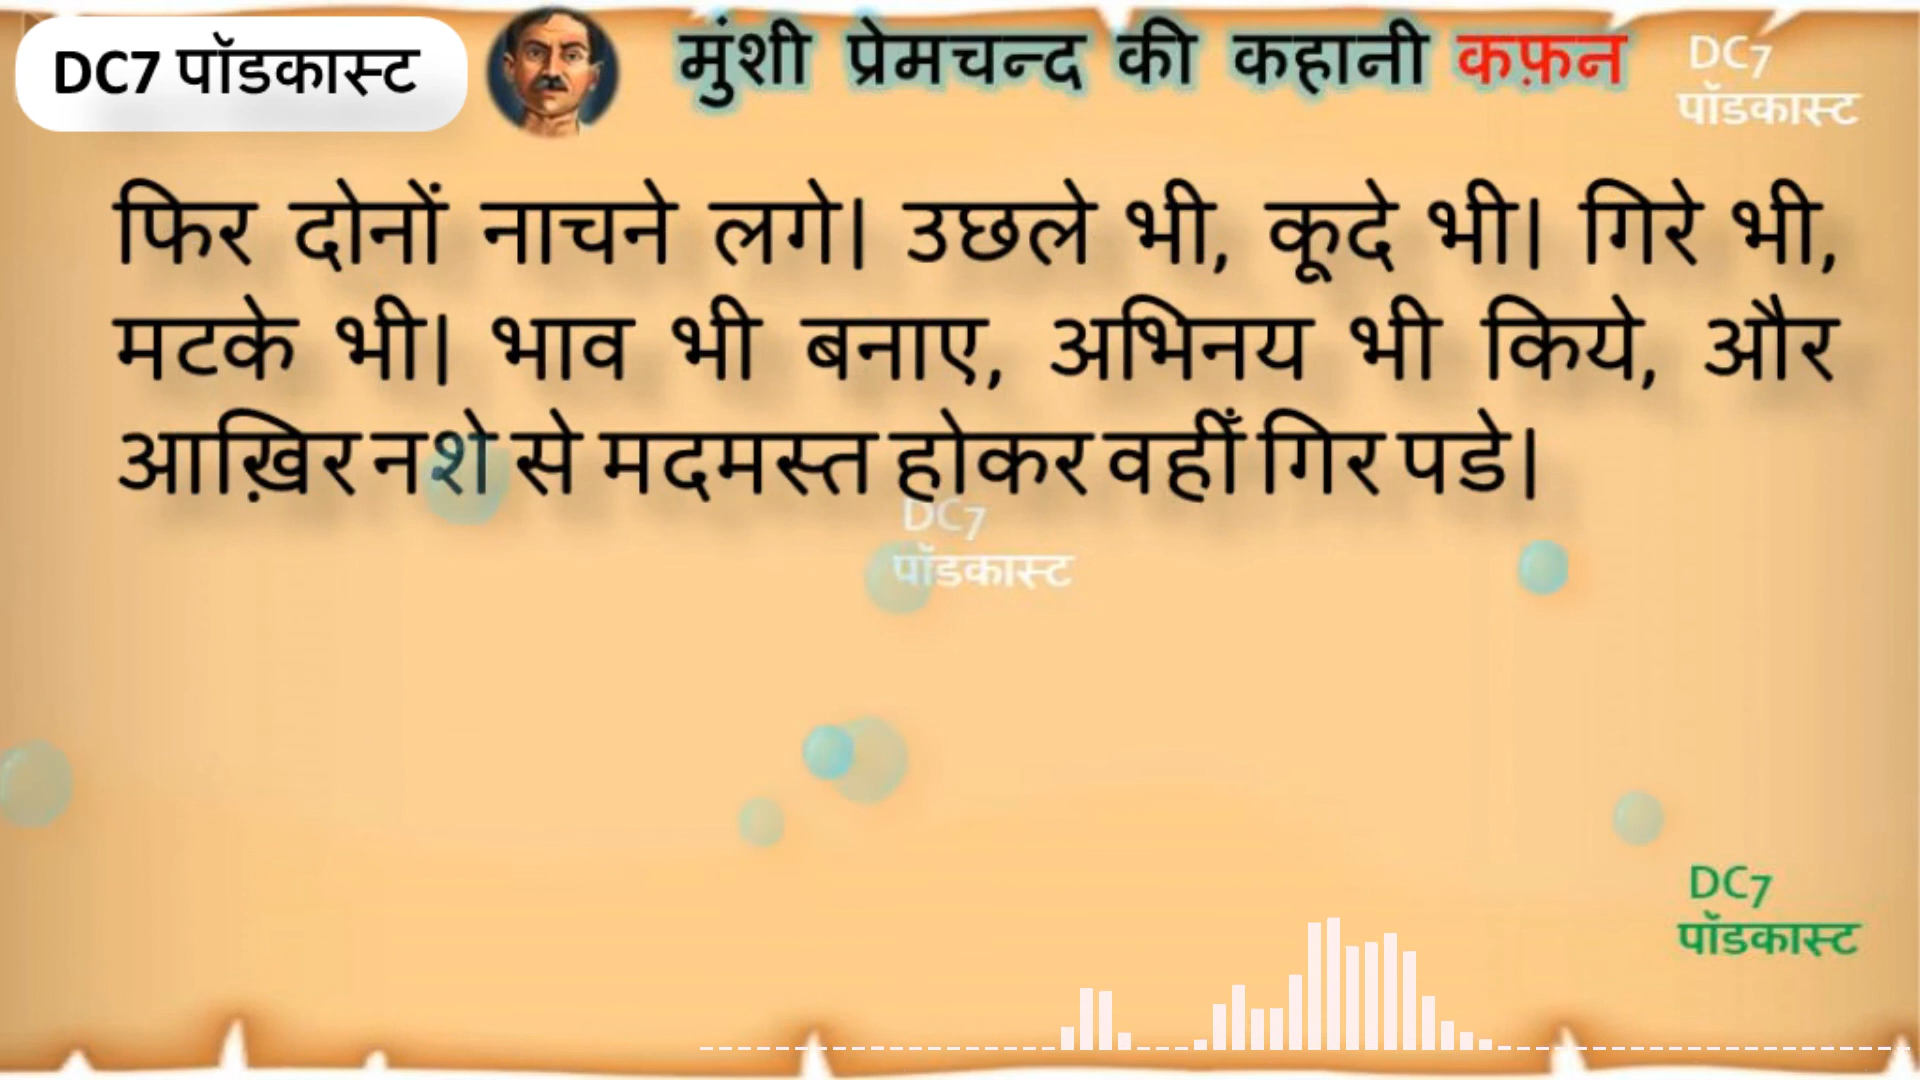 DC7 पॉडकास्ट
मुंशी प्रेमचन्द की कहानी कफ़न
DC7
पॉडकास्ट
फिर दोनों नाचने लगे। उछले भी, कूदे भी। गिरे भी,
मटके भी। भाव भी बनाए, अभिनय भी किये, और
आख़िर नशे से मदमस्त होकर वहीँ गिर पडे।
DC7
पॉडकास्ट
DC7
पॉडकास्ट